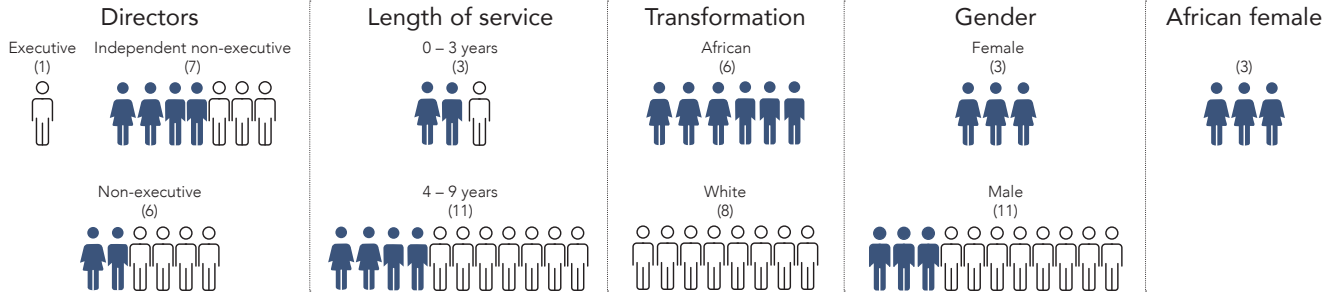 Directors
Executive
(1)
Independent non-executive
(7)
Non-executive
(6)
Length of service
0 – 3 years
(3)
4 – 9 years
(11)
Transformation
African
(6)
White
(8)
Gender
Female
(3)
Male
(11)
African female
(3)